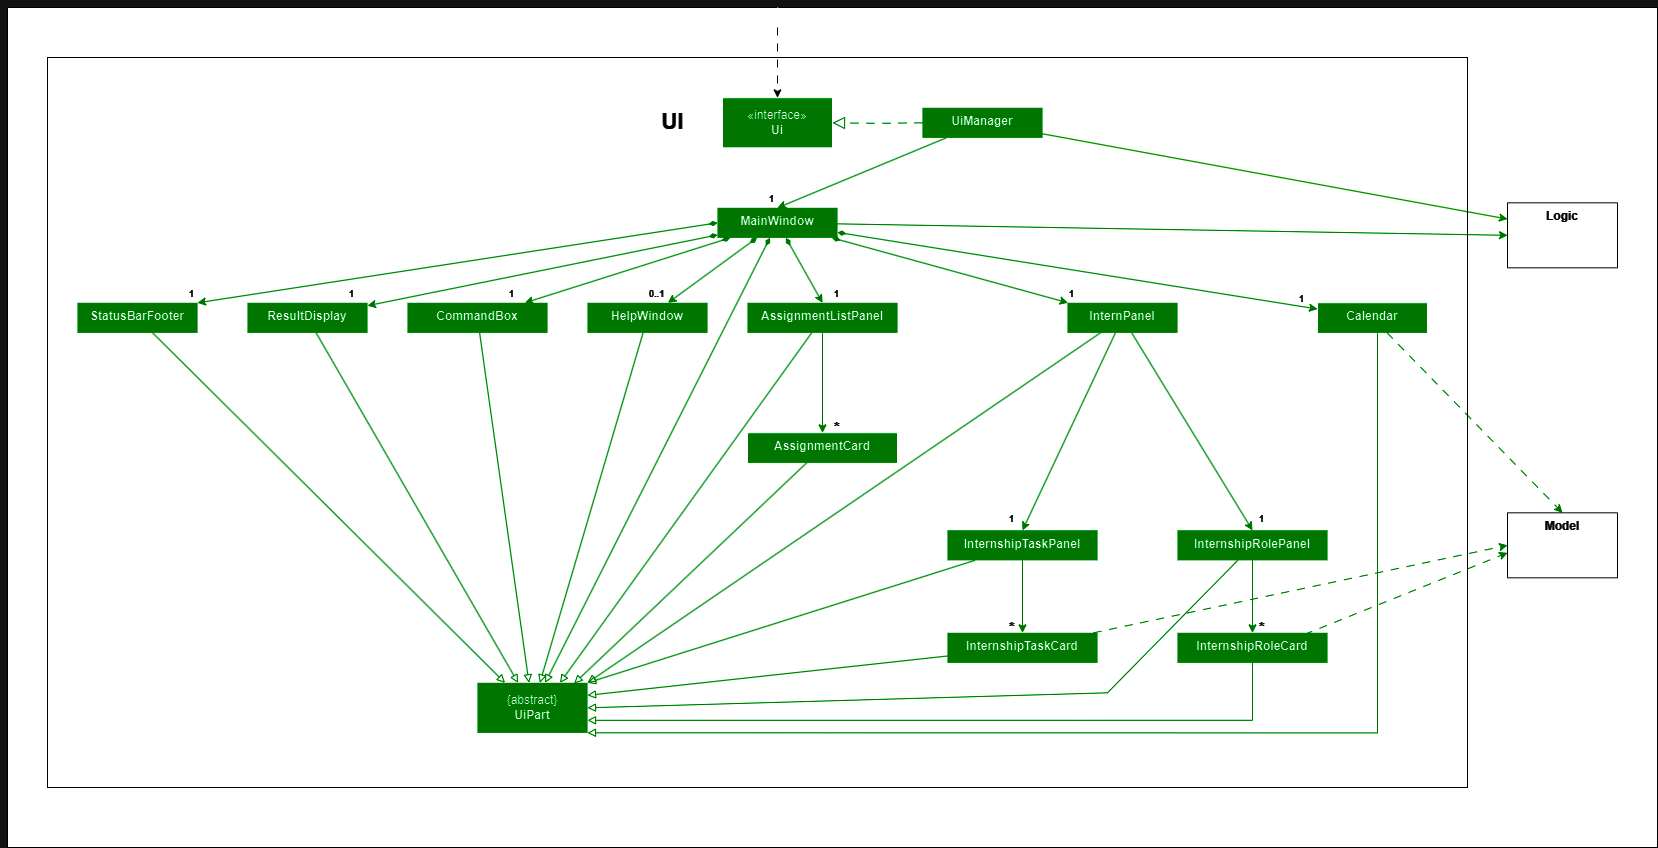 UI
«interface»
Ui
UiManager
1
MainWindow
Logic
1
1
1
0..1
1
1
1
StatusBarFooter
ResultDisplay
CommandBox
HelpWindow
AssignmentListPanel
InternPanel
Calendar
*
AssignmentCard
1
1
Model
InternshipTaskPanel
InternshipRolePanel
*
*
InternshipTaskCard
InternshipRoleCard
{abstract}
UiPart